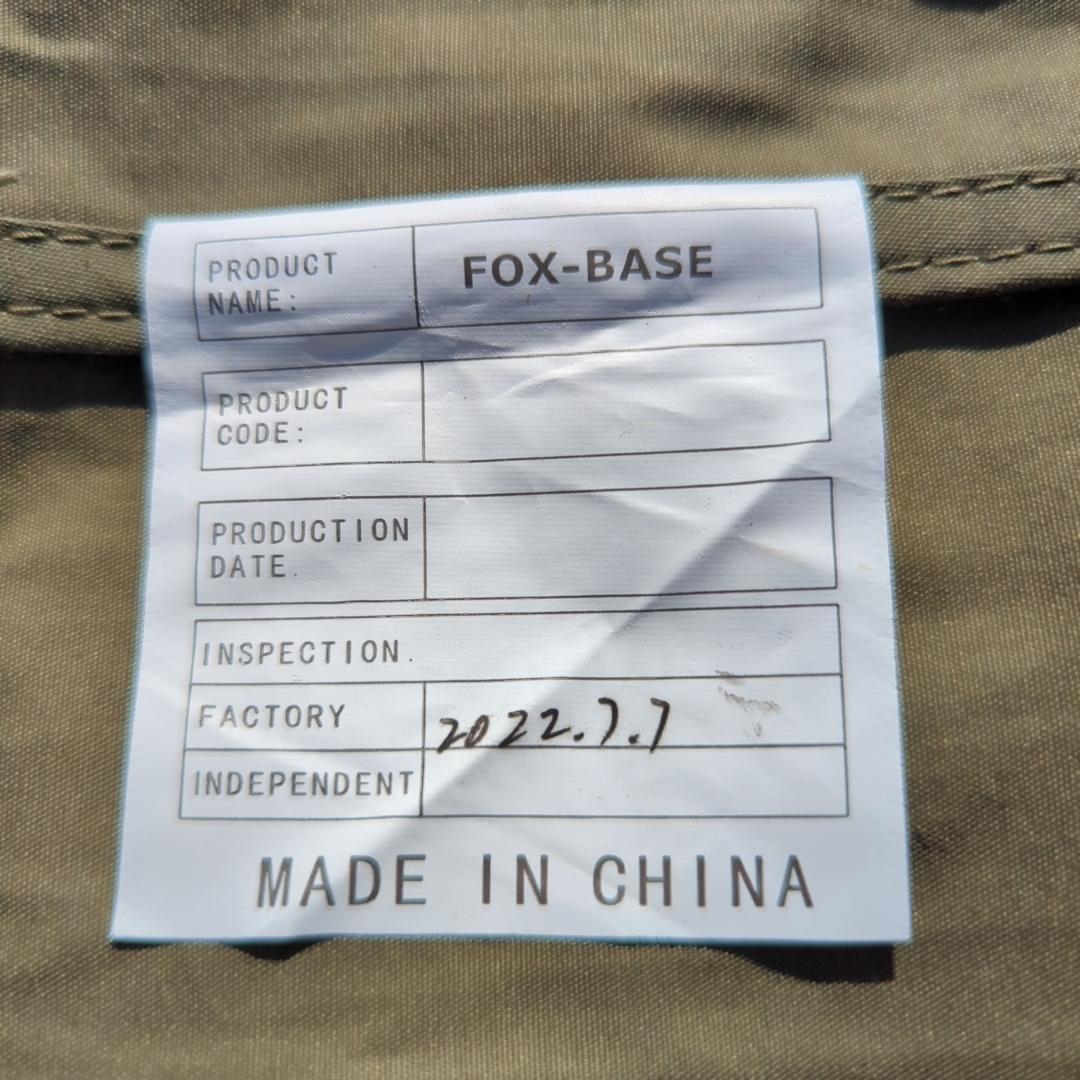 PRODUCT
NAME:
FOX-BASE
PRODUCT
CODE:
PRODUCTION
DATE.
INSPECTION.
FACTORY
2022.7.7
INDEPENDENT
MADE IN CHINA